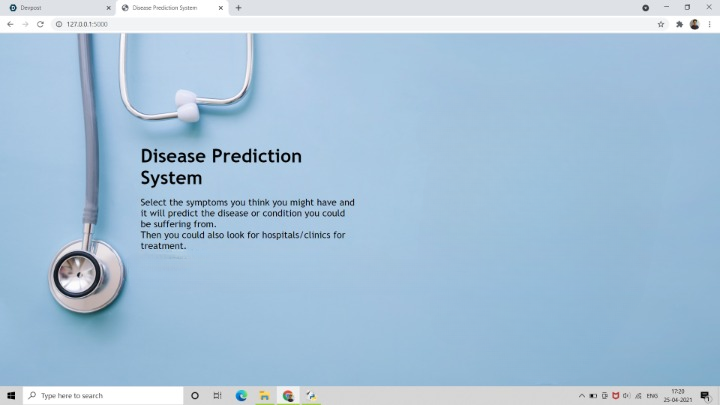 Devpost
Disease Prediction System
127.0.0.1:5000
Disease Prediction
System
Select the symptoms you think you might have and
it will predict the disease or condition you could
be suffering from.
Then you could also look for hospitals/clinics for
treatment.
Type here to search
ENG
17:20
25-04-2021